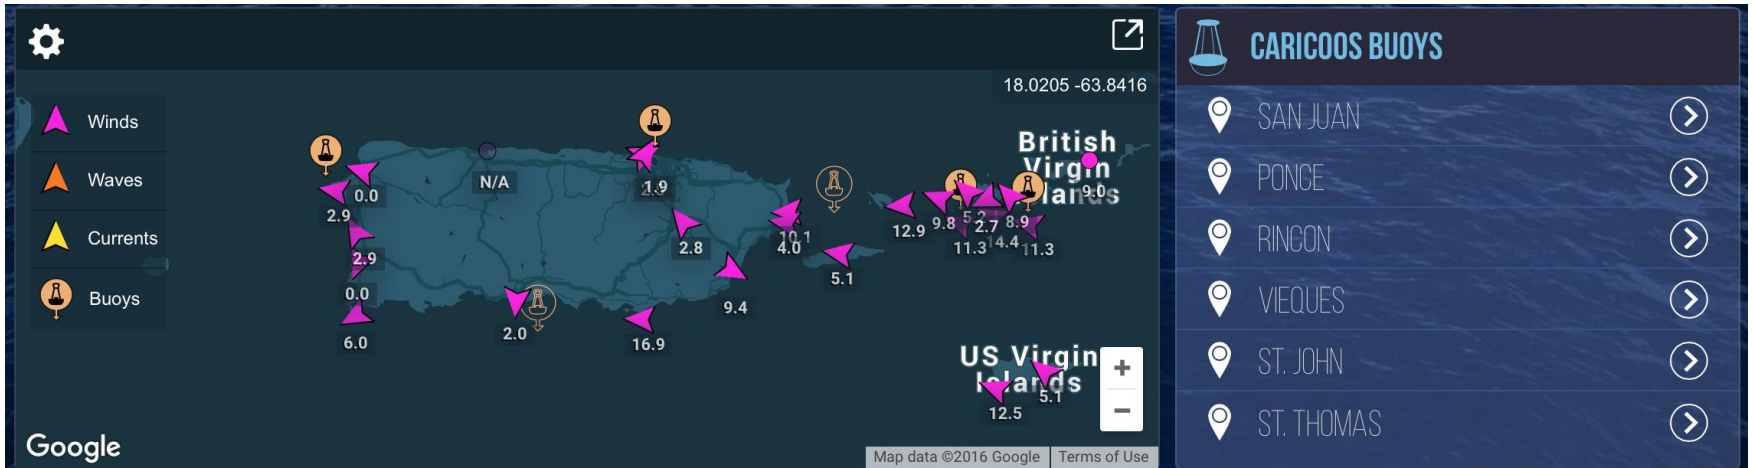 18.0205 -63.8416
Winds
Waves
Currents
Buoys
British
Virgin
Islands
US Virgin
Islands
N/A
0.0
2.9
2.9
0.0
6.0
1.9
2.8
9.4
2.0
16.9
10.1
4.0
5.1
12.9
9.8
5.2
2.7
8.9
11.3
14.4
11.3
9.0
5.1
12.5
+
−
Google
Map data ©2016 Google
Terms of Use
CARICOOS BUOYS
SAN JUAN
PONCE
RINCON
VIEQUES
ST. JOHN
ST. THOMAS